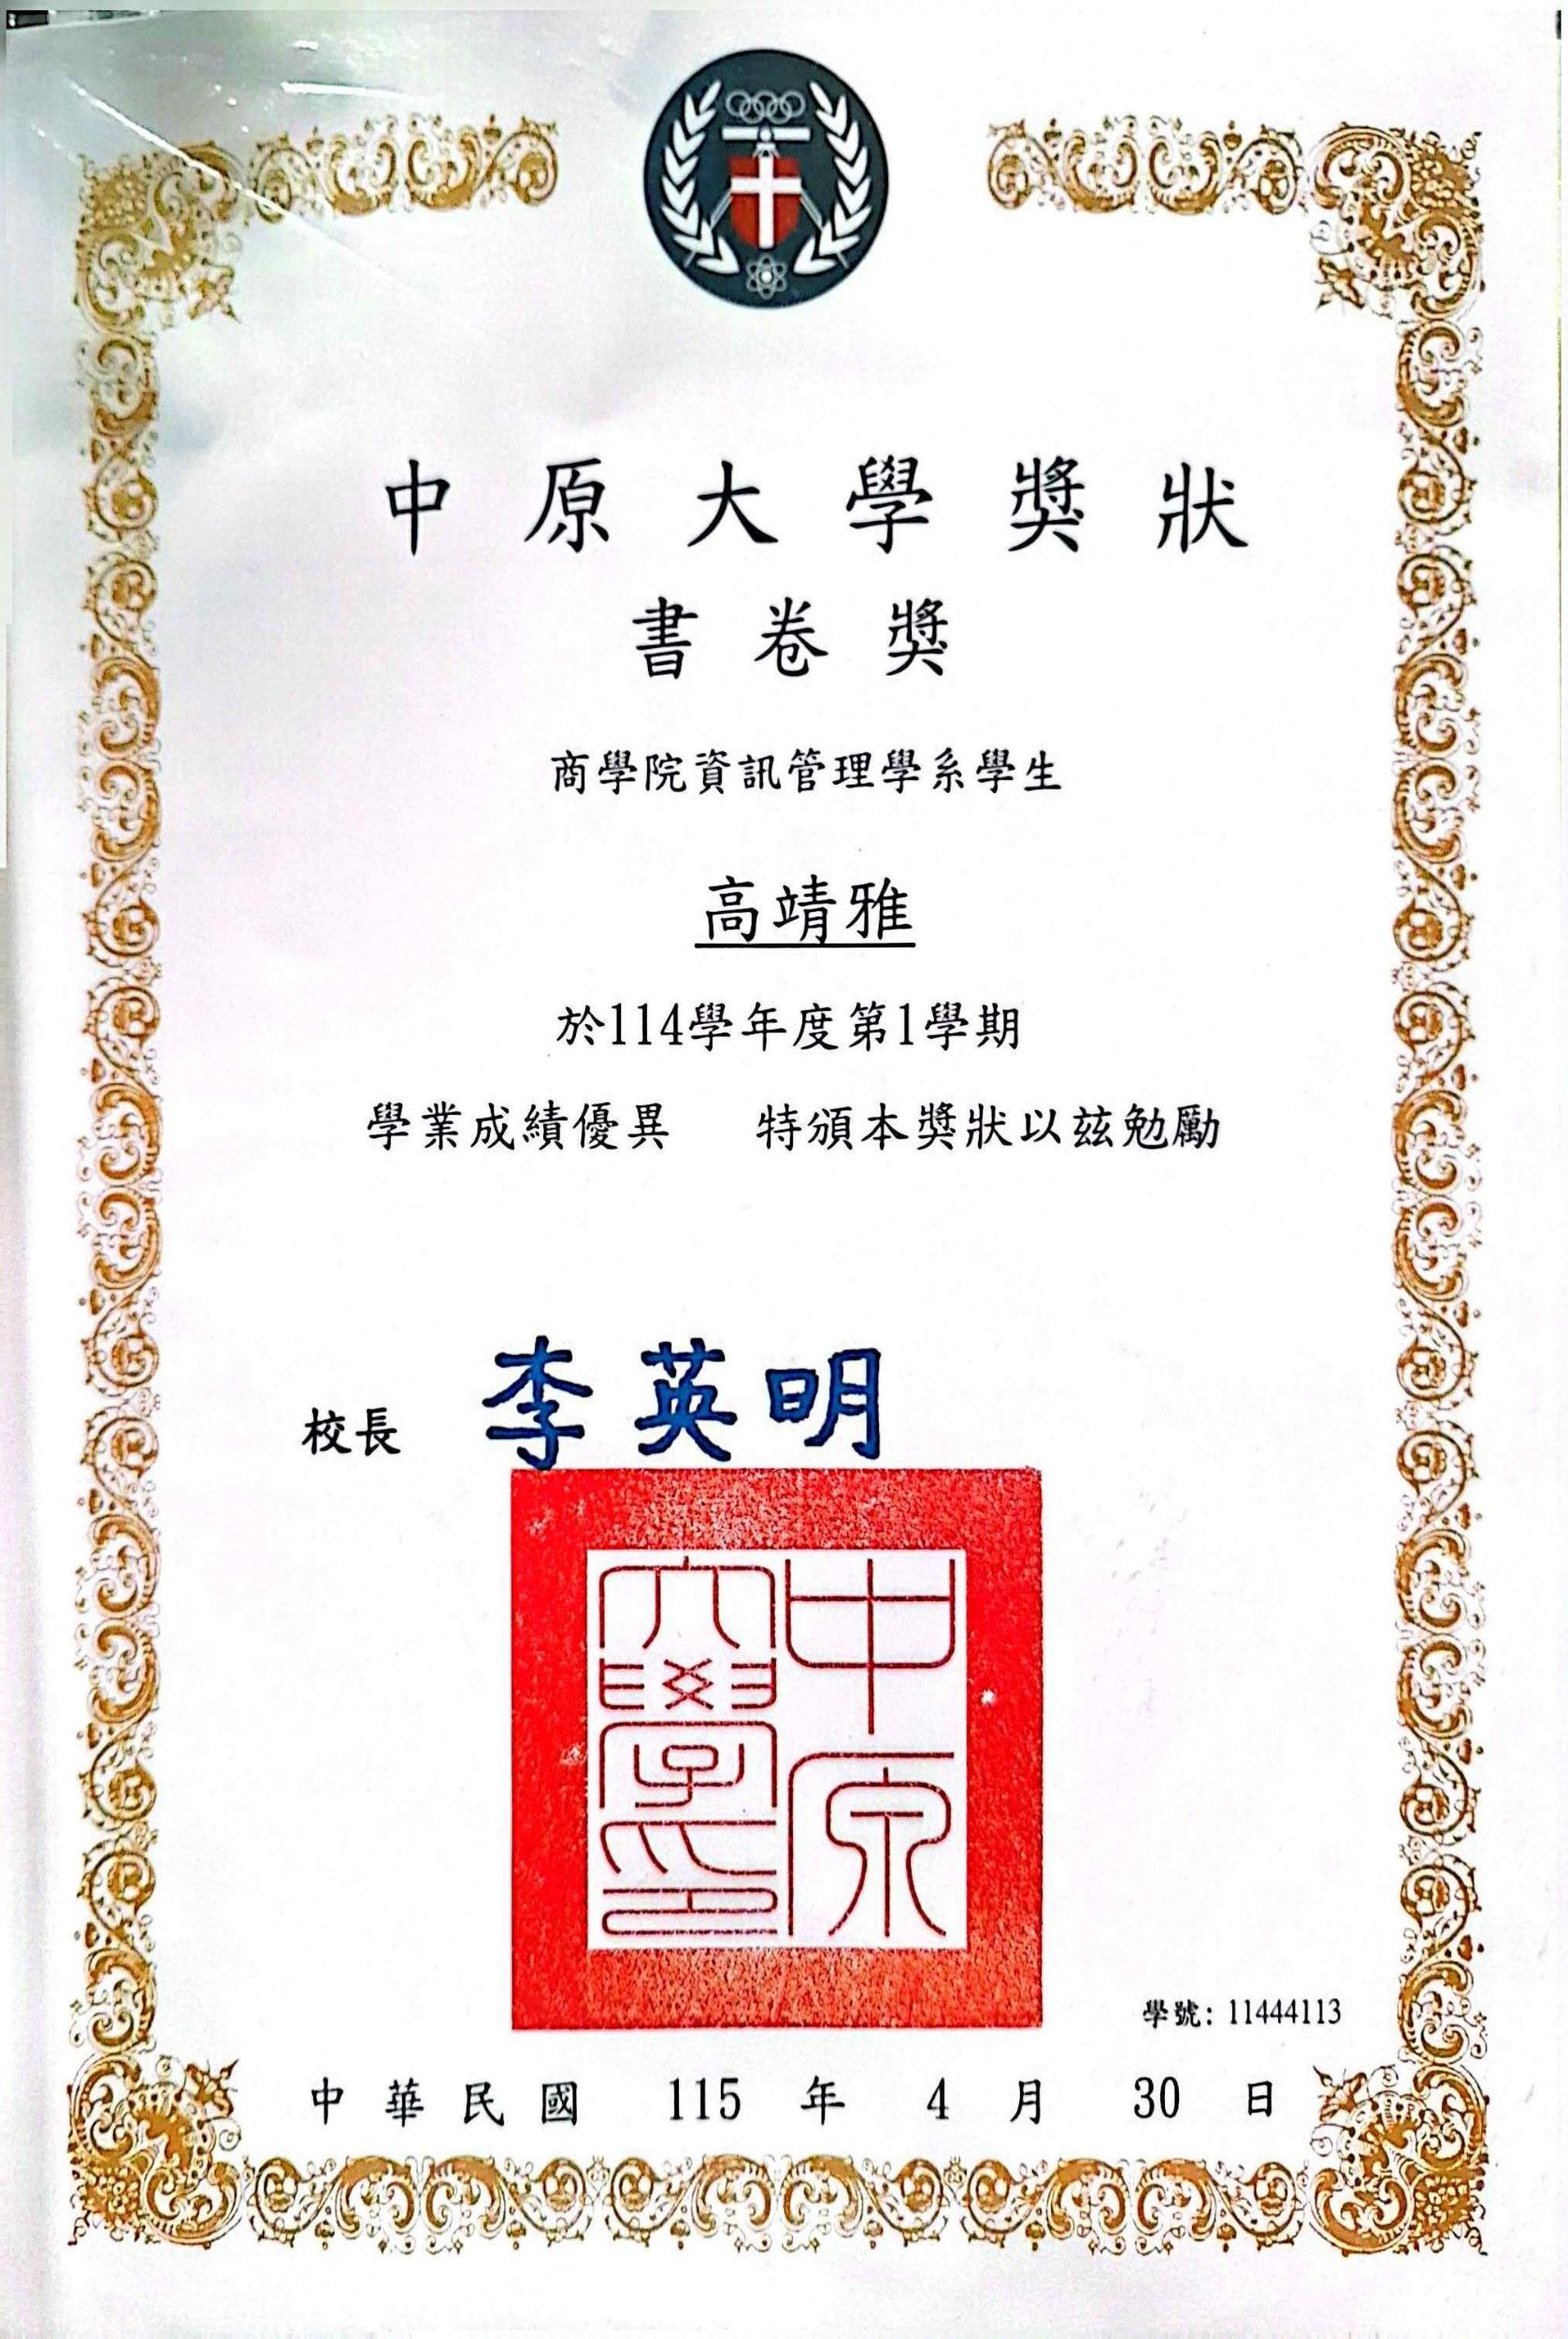 中原大學獎狀
書卷獎
商學院資訊管理學系學生
高靖雅
於114學年度第1學期
學業成績優異 特頒本獎狀以茲勉勵
校長 李英明
中原大學印
學號: 11444113
中華民國 115 年 4 月 30 日